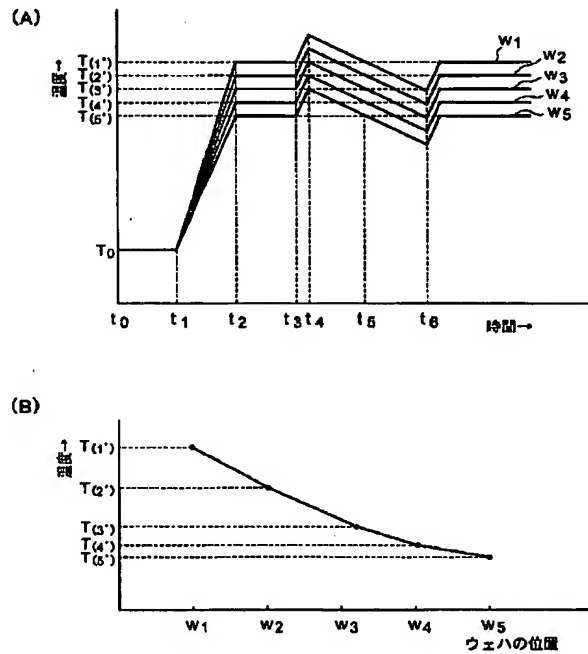 (A)
温度→
T(1')
T(2')
T(3')
T(4')
T(5')
T0
W1
W2
W3
W4
W5
t0 t1 t2 t3 t4 t5 t6 時間→
(B)
温度→
T(1')
T(2')
T(3')
T(4')
T(5')
W1 W2 W3 W4 W5
ウェハの位置